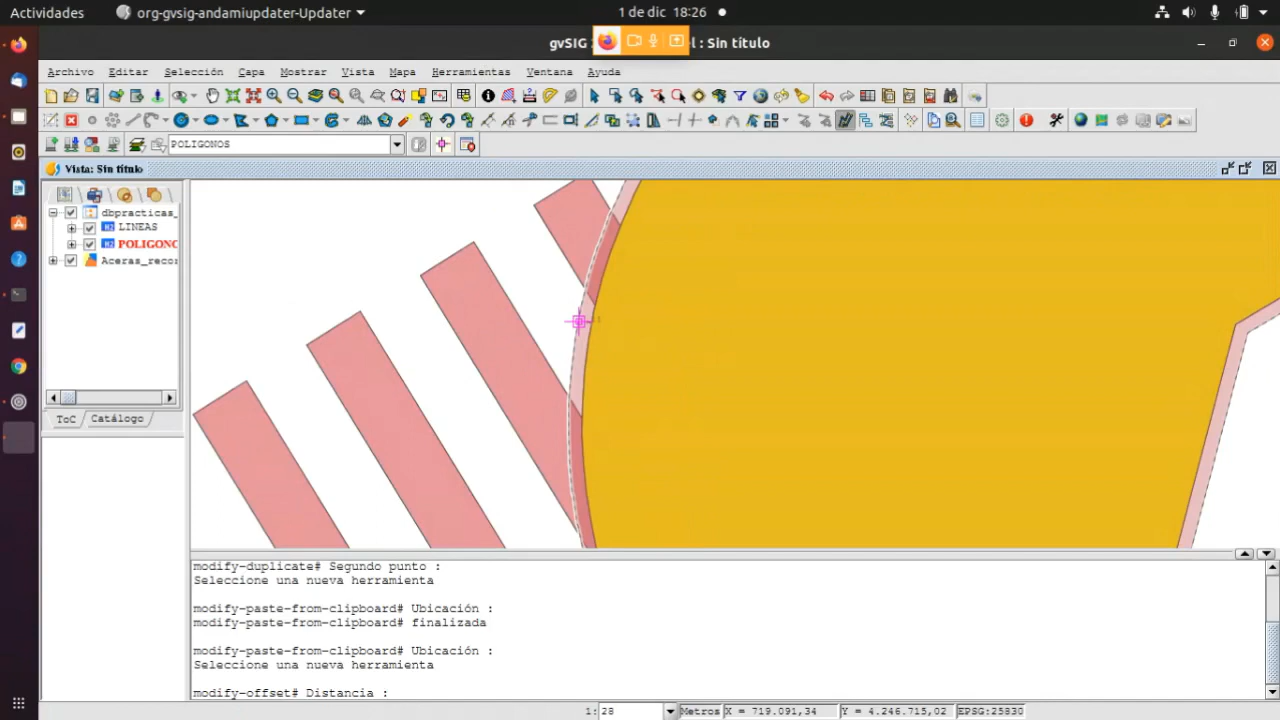 Actividades
org-gvsig-andamiupdater-Updater
1 de dic 18:26
gvSIG
el : Sin título
Archivo Editar Selección Capa Mostrar Vista Mapa Herramientas Ventana Ayuda
POLIGONOS
Vista: Sin título
dbpracticas_
LINEAS
POLIGONO
Aceras_recor
ToC Catálogo
modify-duplicate# Segundo punto :
Seleccione una nueva herramienta
modify-paste-from-clipboard# Ubicación :
modify-paste-from-clipboard# finalizada
modify-paste-from-clipboard# Ubicación :
Seleccione una nueva herramienta
modify-offset# Distancia :
1: 28 Metros X = 719.091,34 Y = 4.246.715,02 EPSG:25830